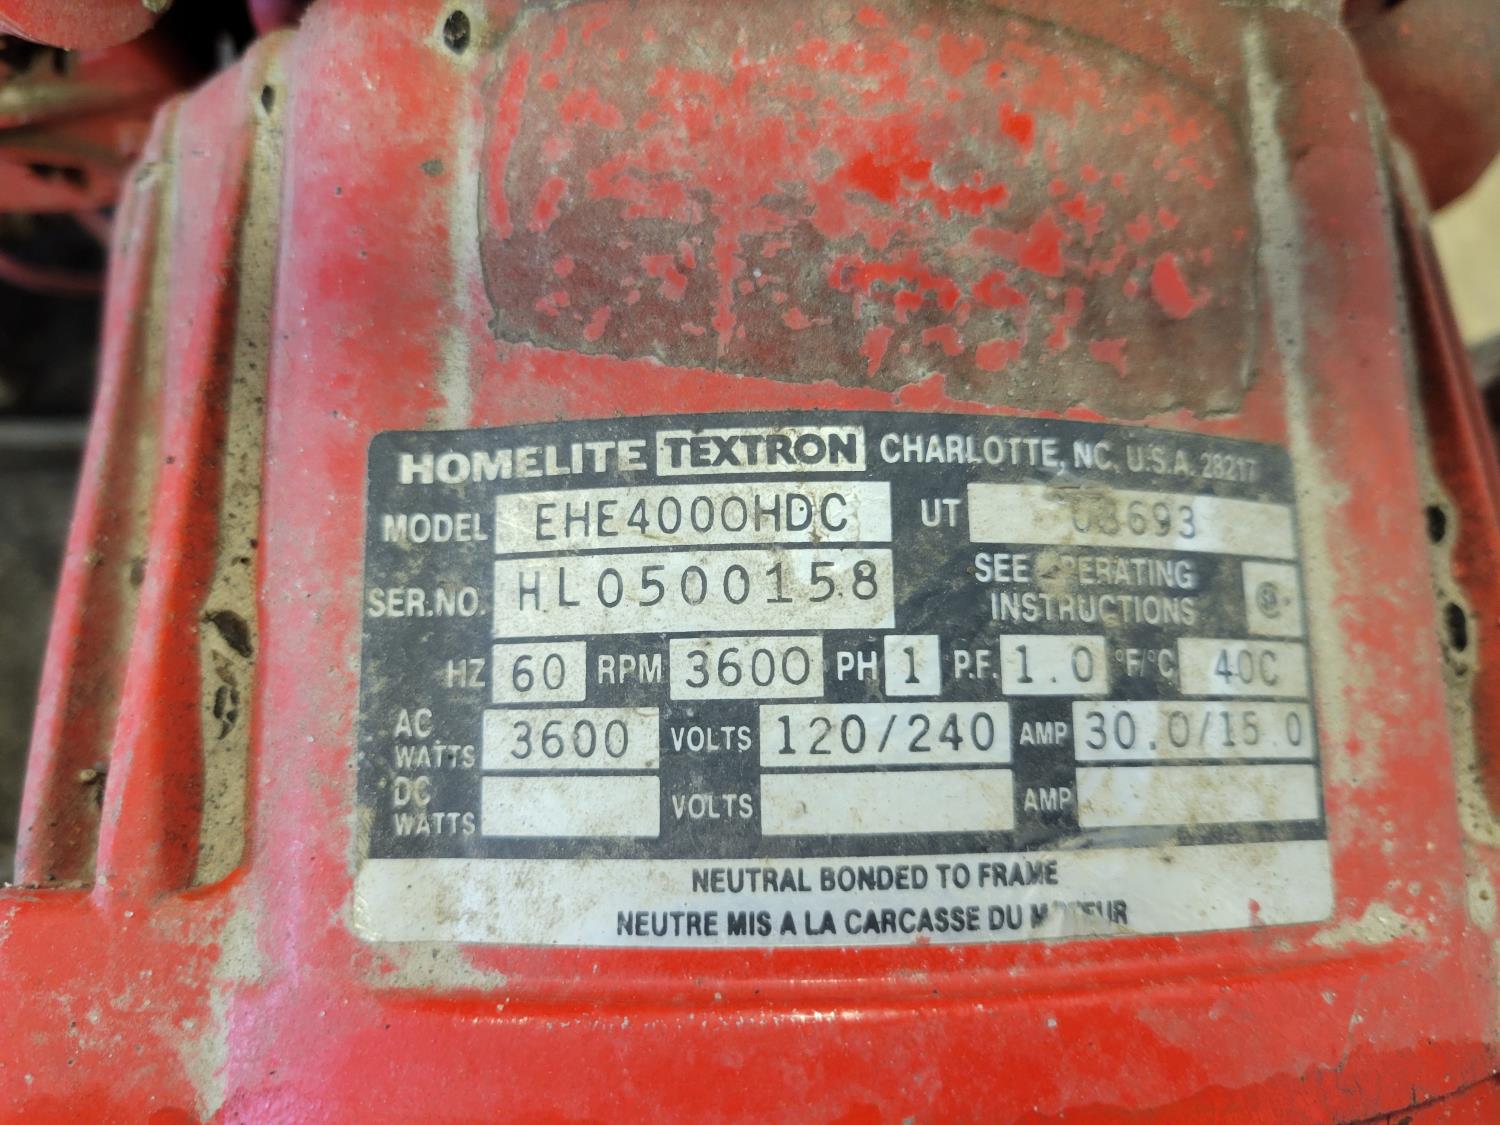 HOMELITE TEXTRON CHARLOTTE, NC. U.S.A. 28217
MODEL EHE4000HDC UT
SER.NO. HL0500158 SEE OPERATING INSTRUCTIONS
HZ 60 RPM 3600 PH 1 P.F. 1.0 °F/°C 40C
AC WATTS 3600 VOLTS 120/240 AMP 30.0/15.0
DC WATTS VOLTS AMP
NEUTRAL BONDED TO FRAME
NEUTRE MIS A LA CARCASSE DU MOTEUR